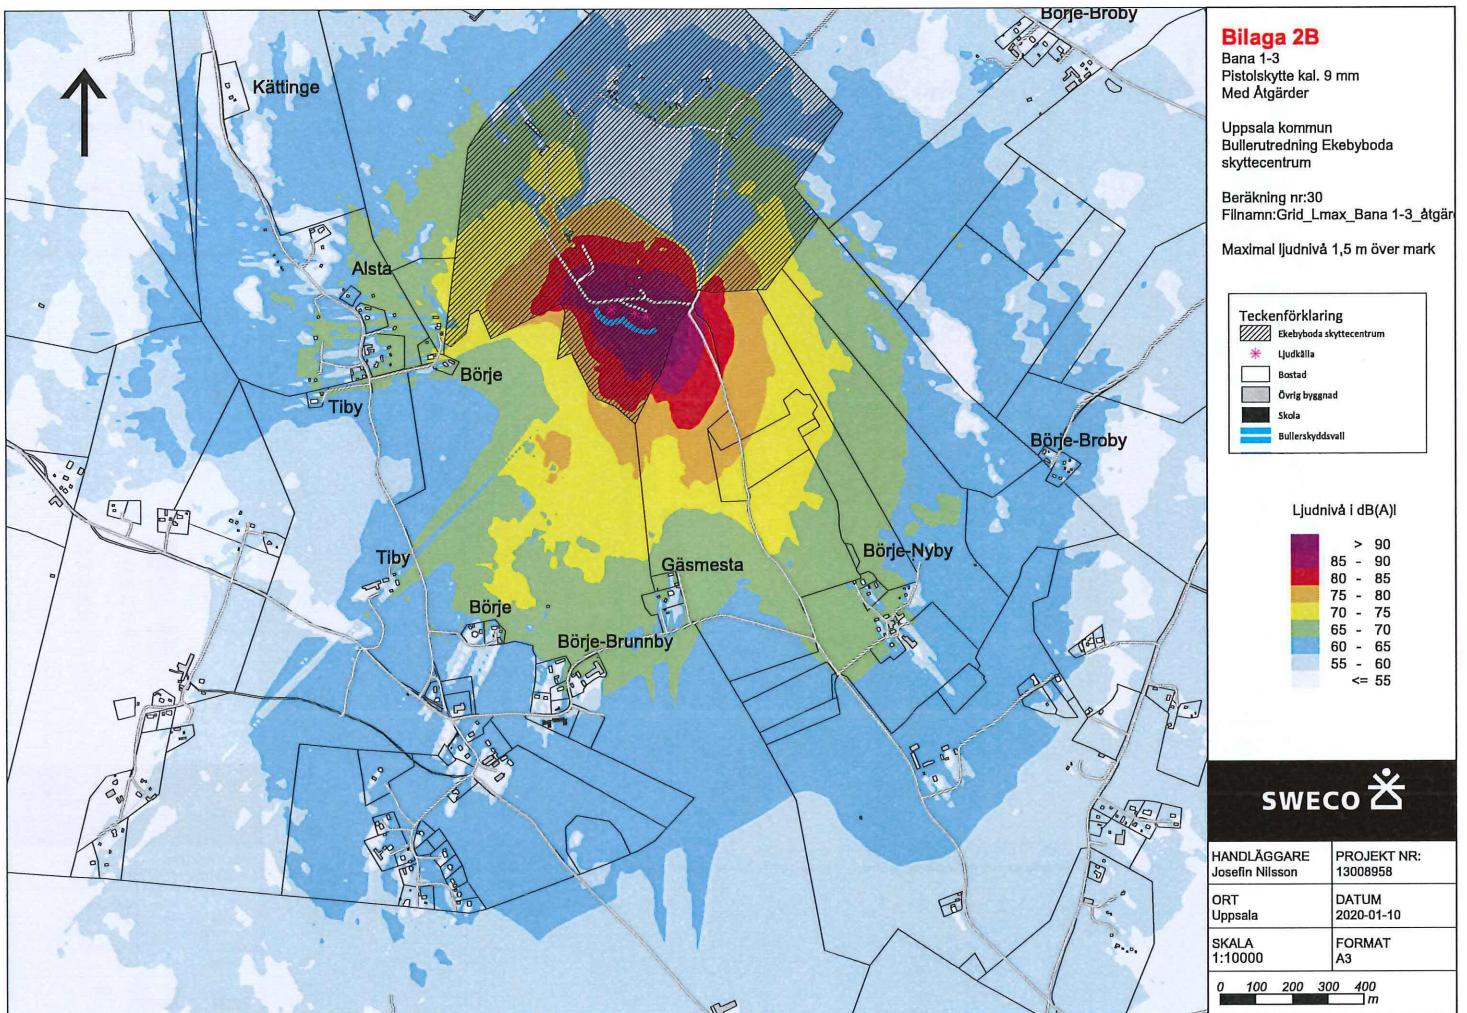 Börje-Broby
Kättinge
Alsta
Börje
Tiby
Börje-Broby
Tiby
Gäsmesta
Börje-Nyby
Börje
Börje-Brunnby
Bilaga 2B
Bana 1-3
Pistolskytte kal. 9 mm
Med Åtgärder
Uppsala kommun
Bullerutredning Ekebyboda
skyttecentrum
Beräkning nr:30
Filnamn:Grid_Lmax_Bana 1-3_åtgär
Maximal ljudnivå 1,5 m över mark
Teckenförklaring
Ekebyboda skyttecentrum
Ljudkälla
Bostad
Övrig byggnad
Skola
Bullerskyddsvall
Ljudnivå i dB(A)I
> 90
85 - 90
80 - 85
75 - 80
70 - 75
65 - 70
60 - 65
55 - 60
<= 55
SWECO
HANDLÄGGARE
Josefin Nilsson
PROJEKT NR:
13008958
ORT
Uppsala
DATUM
2020-01-10
SKALA
1:10000
FORMAT
A3
0 100 200 300 400
m